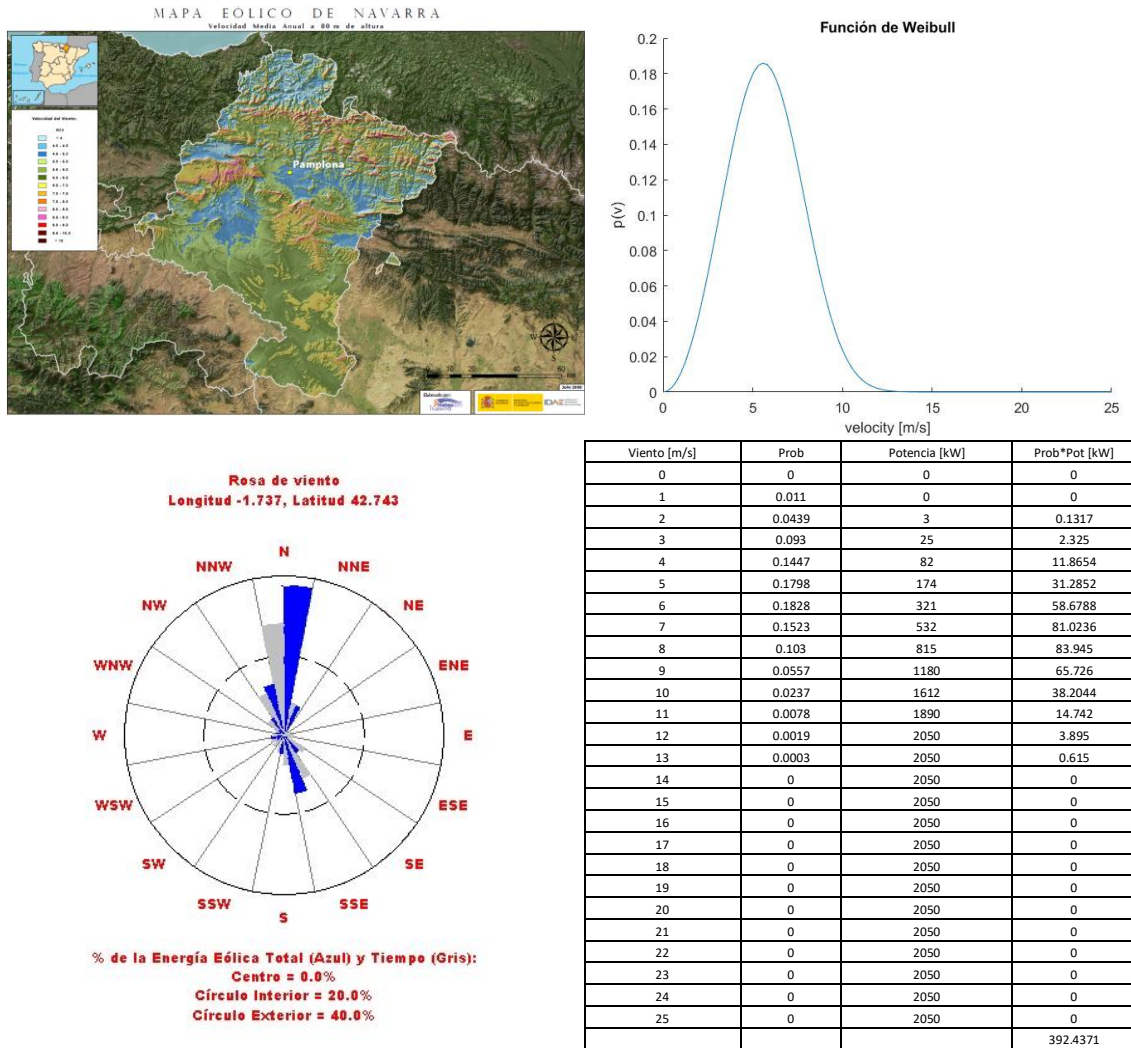 MAPA EOLICO DE NAVARRA
Velocidad Media Anual a 80 m de altura
Velocidad del Viento:
m/s
Pamplona
W
S
Julio 2009
IDAE
Función de Weibull
p(v)
0.2
0.18
0.16
0.14
0.12
0.1
0.08
0.06
0.04
0.02
0
0 5 10 15 20 25
velocity [m/s]
Rosa de viento
Longitud -1.737, Latitud 42.743
N
NNW NNE
NW NE
WNW ENE
W E
WSW ESE
SW SE
SSW SSE
S
% de la Energía Eólica Total (Azul) y Tiempo (Gris):
Centro = 0.0%
Círculo Interior = 20.0%
Círculo Exterior = 40.0%
Viento [m/s] Prob Potencia [kW] Prob*Pot [kW]
0 0 0 0
1 0.011 0 0
2 0.0439 3 0.1317
3 0.093 25 2.325
4 0.1447 82 11.8654
5 0.1798 174 31.2852
6 0.1828 321 58.6788
7 0.1523 532 81.0236
8 0.103 815 83.945
9 0.0557 1180 65.726
10 0.0237 1612 38.2044
11 0.0078 1890 14.742
12 0.0019 2050 3.895
13 0.0003 2050 0.615
14 0 2050 0
15 0 2050 0
16 0 2050 0
17 0 2050 0
18 0 2050 0
19 0 2050 0
20 0 2050 0
21 0 2050 0
22 0 2050 0
23 0 2050 0
24 0 2050 0
25 0 2050 0
392.4371